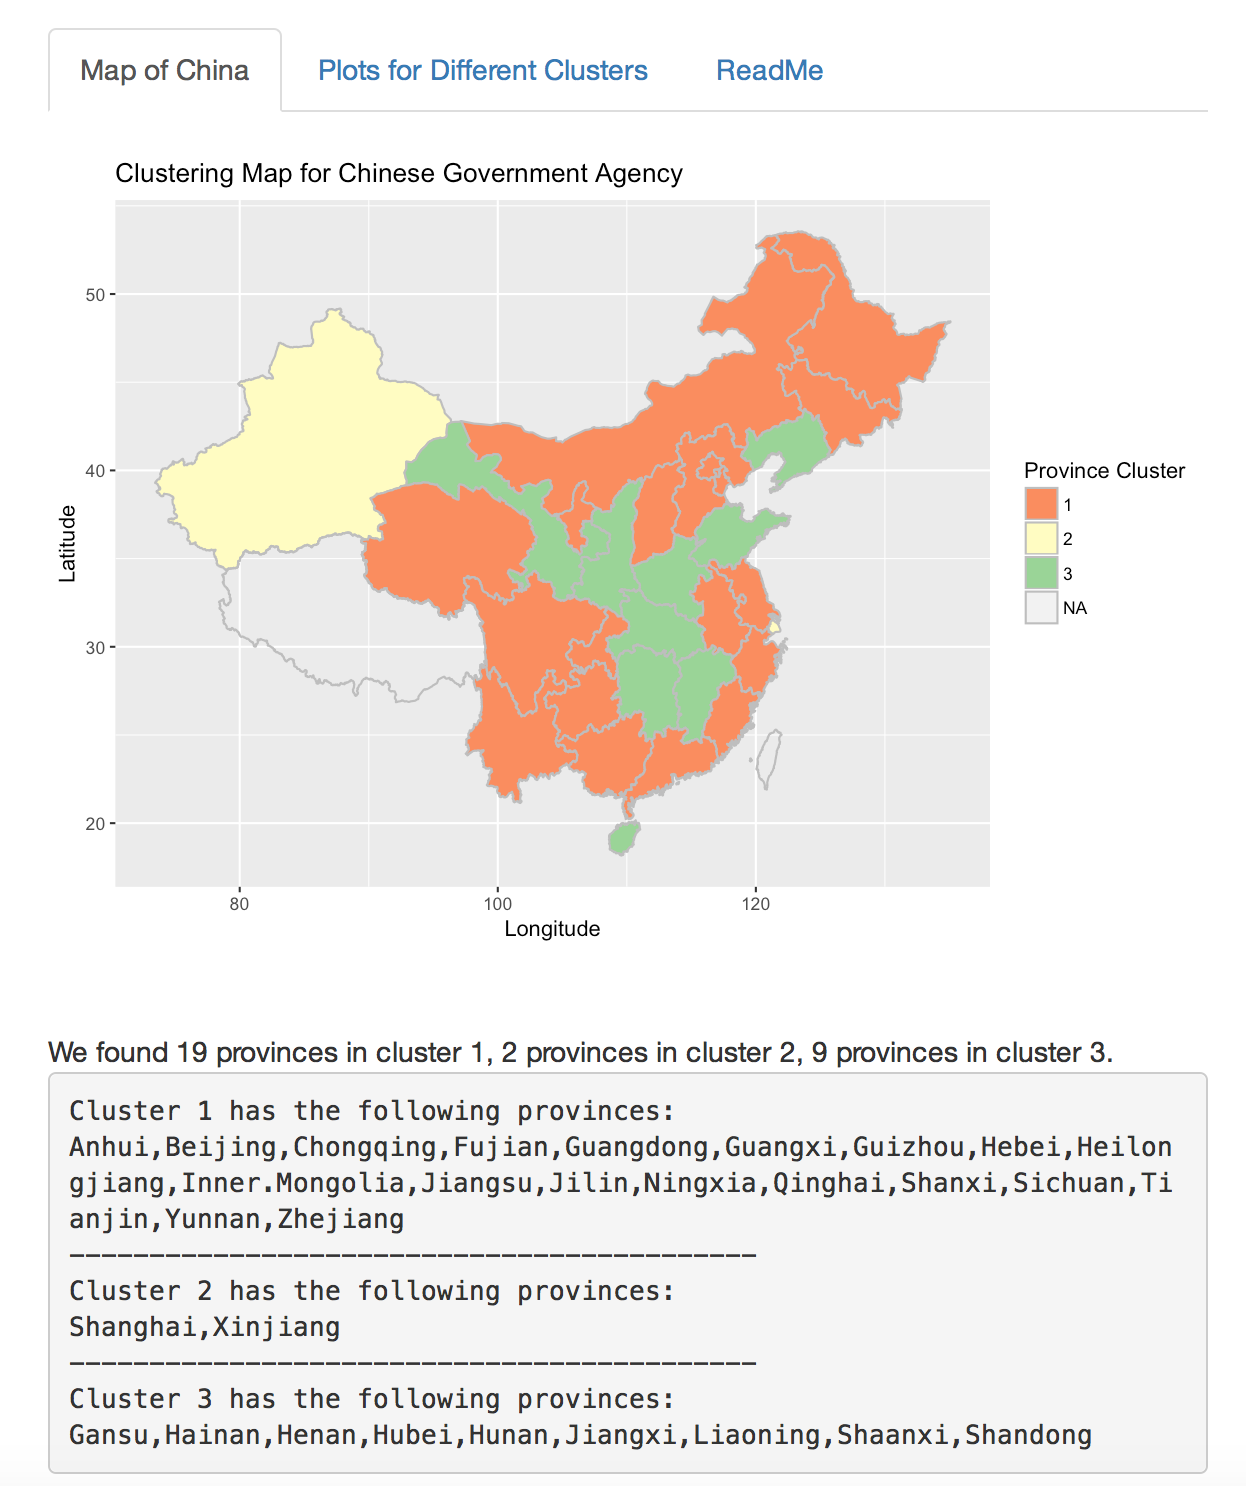 Map of China
Plots for Different Clusters
ReadMe
Clustering Map for Chinese Government Agency
50
40
30
20
Latitude
80
100
120
Longitude
Province Cluster
1
2
3
NA
We found 19 provinces in cluster 1, 2 provinces in cluster 2, 9 provinces in cluster 3.
Cluster 1 has the following provinces:
Anhui,Beijing,Chongqing,Fujian,Guangdong,Guangxi,Guizhou,Hebei,Heilon
gjiang,Inner.Mongolia,Jiangsu,Jilin,Ningxia,Qinghai,Shanxi,Sichuan,Ti
anjin,Yunnan,Zhejiang
-------------------------------------------
Cluster 2 has the following provinces:
Shanghai,Xinjiang
-------------------------------------------
Cluster 3 has the following provinces:
Gansu,Hainan,Henan,Hubei,Hunan,Jiangxi,Liaoning,Shaanxi,Shandong